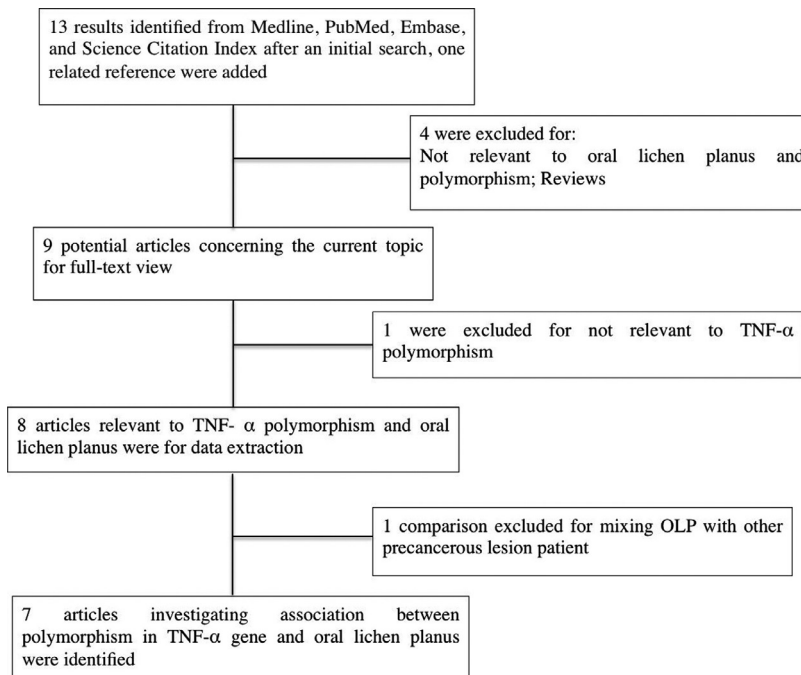 13 results identified from Medline, PubMed, Embase,
and Science Citation Index after an initial search, one
related reference were added
4 were excluded for:
Not relevant to oral lichen planus and
polymorphism; Reviews
9 potential articles concerning the current topic
for full-text view
1 were excluded for not relevant to TNF-α
polymorphism
8 articles relevant to TNF- α polymorphism and oral
lichen planus were for data extraction
1 comparison excluded for mixing OLP with other
precancerous lesion patient
7 articles investigating association between
polymorphism in TNF-α gene and oral lichen planus
were identified